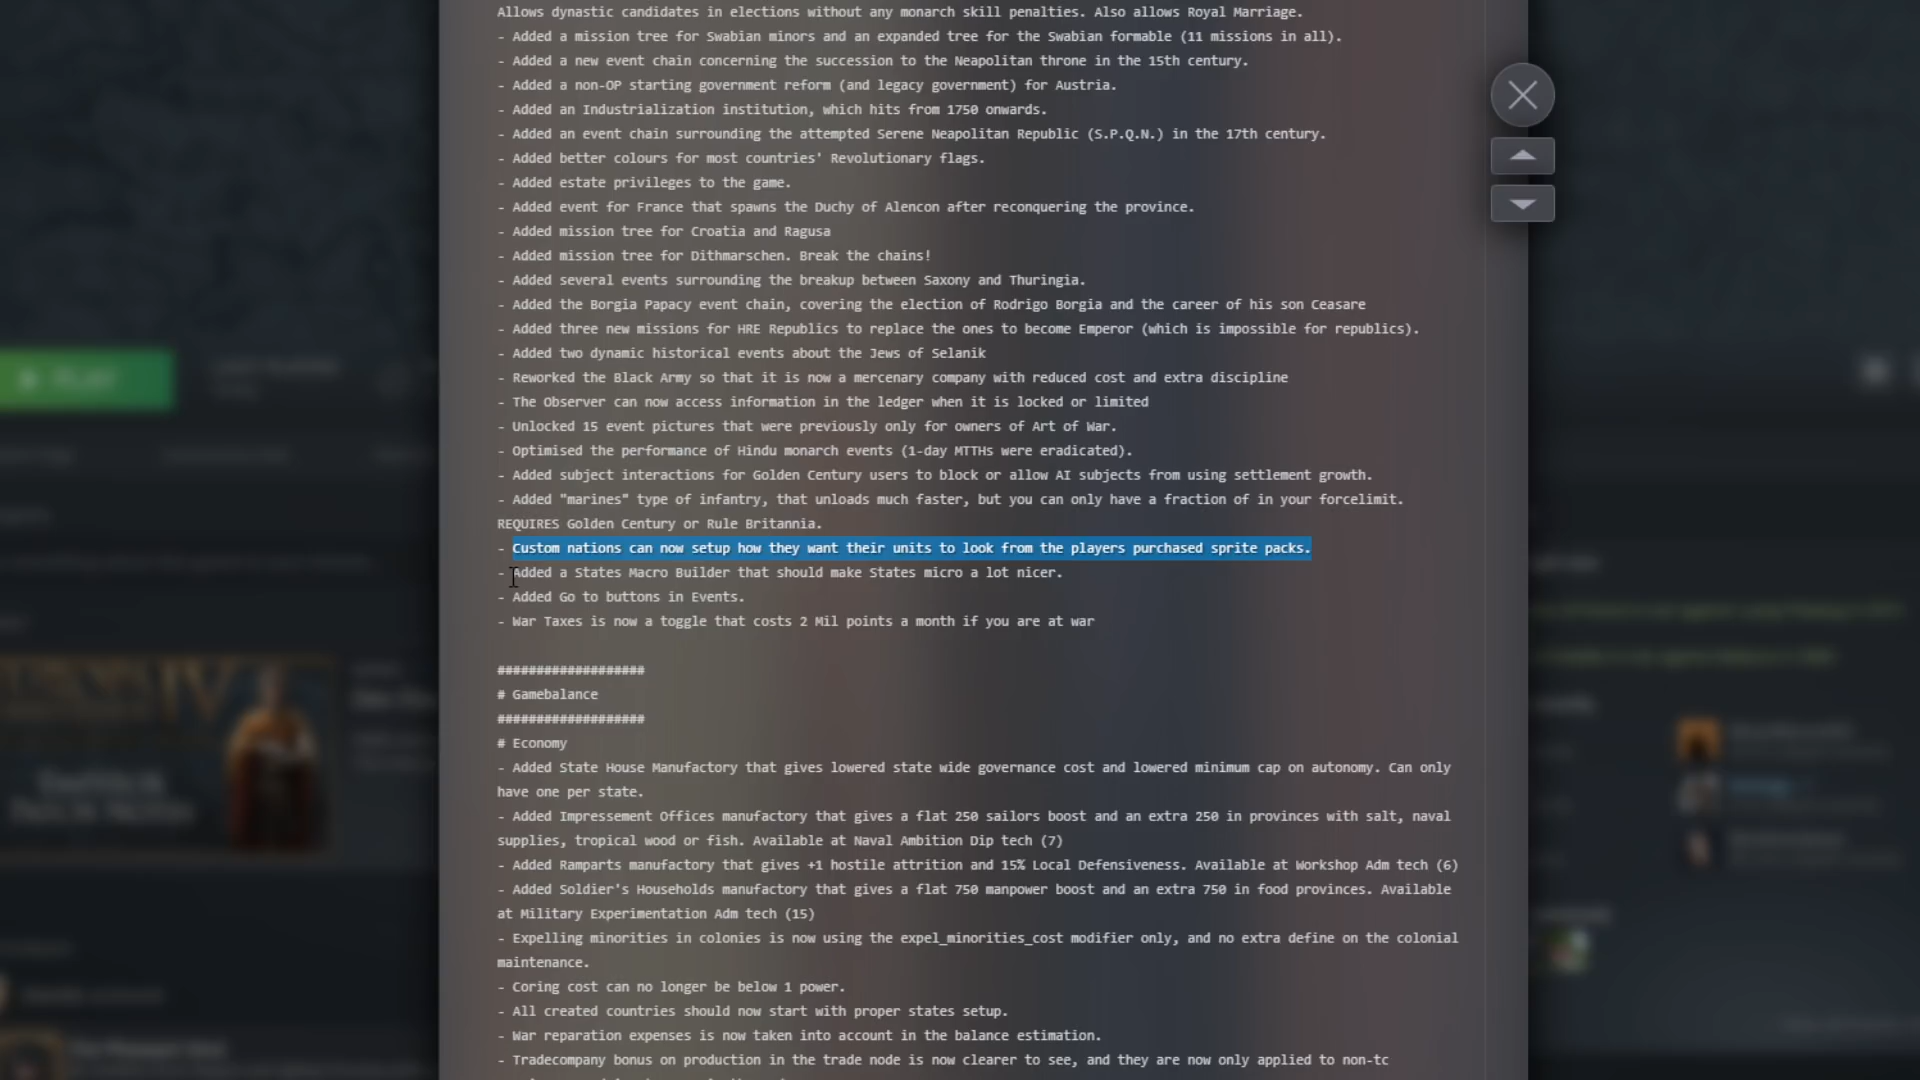 Allows dynastic candidates in elections without any monarch skill penalties. Also allows Royal Marriage.
- Added a mission tree for Swabian minors and an expanded tree for the Swabian formable (11 missions in all).
- Added a new event chain concerning the succession to the Neapolitan throne in the 15th century.
- Added a non-OP starting government reform (and legacy government) for Austria.
- Added an Industrialization institution, which hits from 1750 onwards.
- Added an event chain surrounding the attempted Serene Neapolitan Republic (S.P.Q.N.) in the 17th century.
- Added better colours for most countries' Revolutionary flags.
- Added estate privileges to the game.
- Added event for France that spawns the Duchy of Alencon after reconquering the province.
- Added mission tree for Croatia and Ragusa
- Added mission tree for Dithmarschen. Break the chains!
- Added several events surrounding the breakup between Saxony and Thuringia.
- Added the Borgia Papacy event chain, covering the election of Rodrigo Borgia and the career of his son Ceasare
- Added three new missions for HRE Republics to replace the ones to become Emperor (which is impossible for republics).
- Added two dynamic historical events about the Jews of Selanik
- Reworked the Black Army so that it is now a mercenary company with reduced cost and extra discipline
- The Observer can now access information in the ledger when it is locked or limited
- Unlocked 15 event pictures that were previously only for owners of Art of War.
- Optimised the performance of Hindu monarch events (1-day MTTHs were eradicated).
- Added subject interactions for Golden Century users to block or allow AI subjects from using settlement growth.
- Added "marines" type of infantry, that unloads much faster, but you can only have a fraction of in your forcelimit.
REQUIRES Golden Century or Rule Britannia.
- Custom nations can now setup how they want their units to look from the players purchased sprite packs.
- Added a States Macro Builder that should make States micro a lot nicer.
- Added Go to buttons in Events.
- War Taxes is now a toggle that costs 2 Mil points a month if you are at war
###################
# Gamebalance
###################
# Economy
- Added State House Manufactory that gives lowered state wide governance cost and lowered minimum cap on autonomy. Can only
have one per state.
- Added Impressement Offices manufactory that gives a flat 250 sailors boost and an extra 250 in provinces with salt, naval
supplies, tropical wood or fish. Available at Naval Ambition Dip tech (7)
- Added Ramparts manufactory that gives +1 hostile attrition and 15% Local Defensiveness. Available at Workshop Adm tech (6)
- Added Soldier's Households manufactory that gives a flat 750 manpower boost and an extra 750 in food provinces. Available
at Military Experimentation Adm tech (15)
- Expelling minorities in colonies is now using the expel_minorities_cost modifier only, and no extra define on the colonial
maintenance.
- Coring cost can no longer be below 1 power.
- All created countries should now start with proper states setup.
- War reparation expenses is now taken into account in the balance estimation.
- Tradecompany bonus on production in the trade node is now clearer to see, and they are now only applied to non-tc
PLAY